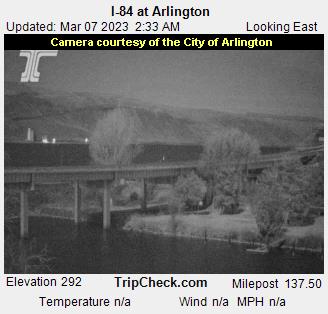 I-84 at Arlington
Updated: Mar 07 2023 2:33 AM Looking East
Camera courtesy of the City of Arlington
Elevation 292 TripCheck.com Milepost 137.50
Temperature n/a Wind n/a MPH n/a